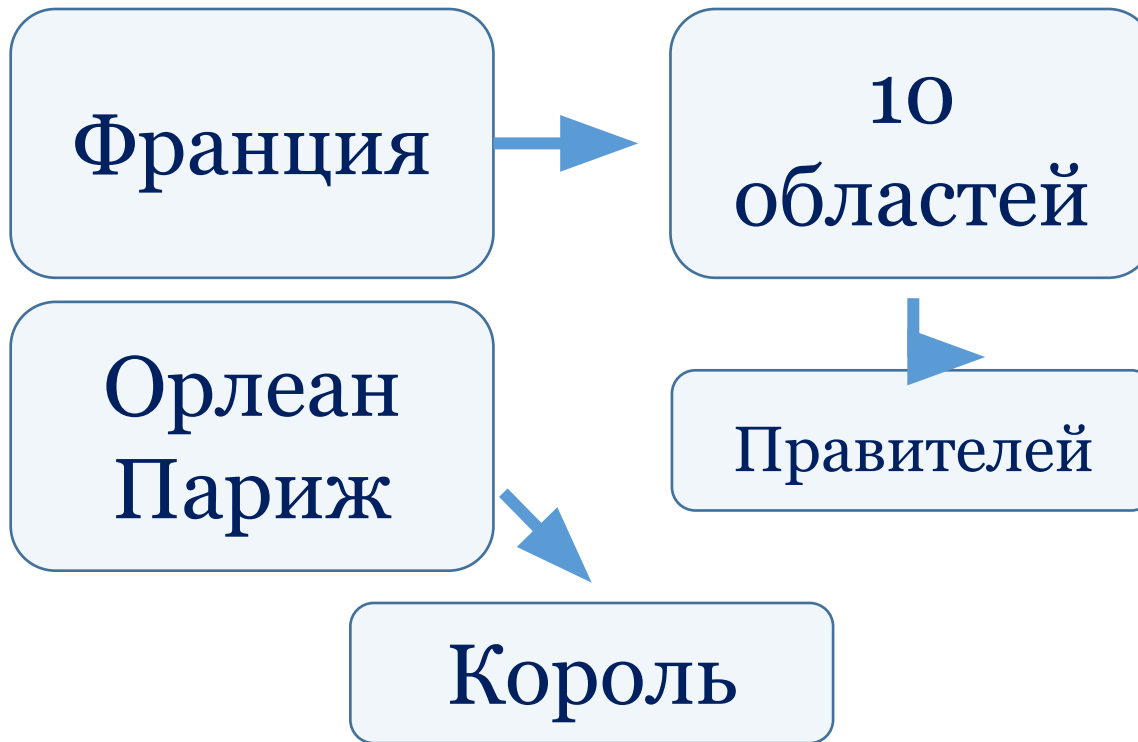 Франция
10
областей
Орлеан
Париж
Правителей
Король